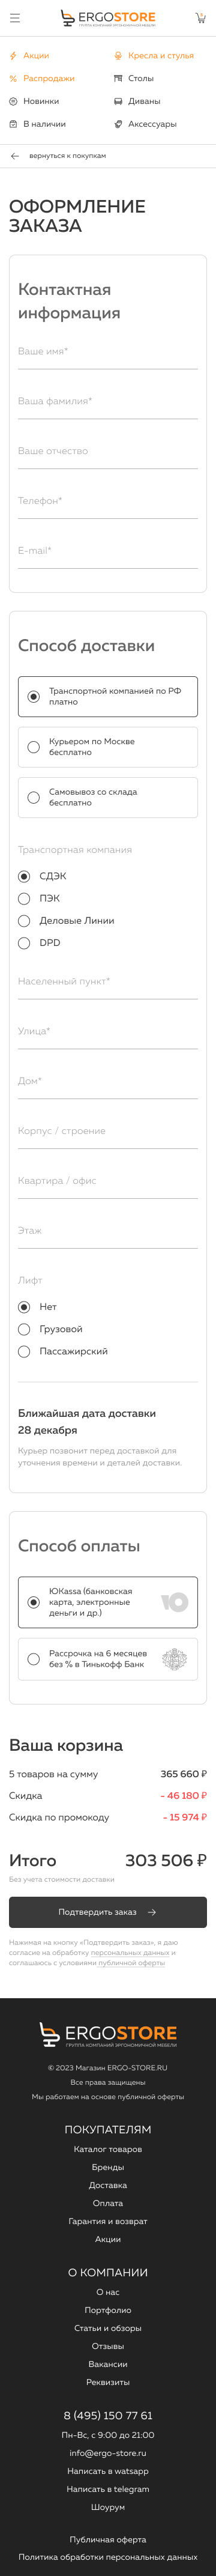 ERGOSTORE
ГРУППА КОМПАНИЙ ЭРГОНОМИЧНОЙ МЕБЕЛИ
Акции
Кресла и стулья
Распродажи
Столы
Новинки
Диваны
В наличии
Аксессуары
вернуться к покупкам
ОФОРМЛЕНИЕ
ЗАКАЗА
Контактная
информация
Ваше имя*
Ваша фамилия*
Ваше отчество
Телефон*
E-mail*
Способ доставки
Транспортной компанией по РФ
платно
Курьером по Москве
бесплатно
Самовывоз со склада
бесплатно
Транспортная компания
СДЭК
ПЭК
Деловые Линии
DPD
Населенный пункт*
Улица*
Дом*
Корпус / строение
Квартира / офис
Этаж
Лифт
Нет
Грузовой
Пассажирский
Ближайшая дата доставки
28 декабря
Курьер позвонит перед доставкой для
уточнения времени и деталей доставки.
Способ оплаты
ЮKassa (банковская
карта, электронные
деньги и др.)
Рассрочка на 6 месяцев
без % в Тинькофф Банк
Ваша корзина
5 товаров на сумму 365 660 ₽
Скидка - 46 180 ₽
Скидка по промокоду - 15 974 ₽
Итого 303 506 ₽
Без учета стоимости доставки
Подтвердить заказ
Нажимая на кнопку «Подтвердить заказ», я даю
согласие на обработку персональных данных и
соглашаюсь с условиями публичной оферты
ERGOSTORE
ГРУППА КОМПАНИЙ ЭРГОНОМИЧНОЙ МЕБЕЛИ
© 2023 Магазин ERGO-STORE.RU
Все права защищены
Мы работаем на основе публичной оферты
ПОКУПАТЕЛЯМ
Каталог товаров
Бренды
Доставка
Оплата
Гарантия и возврат
Акции
О КОМПАНИИ
О нас
Портфолио
Статьи и обзоры
Отзывы
Вакансии
Реквизиты
8 (495) 150 77 61
Пн-Вс, с 9:00 до 21:00
info@ergo-store.ru
Написать в watsapp
Написать в telegram
Шоурум
Публичная оферта
Политика обработки персональных данных